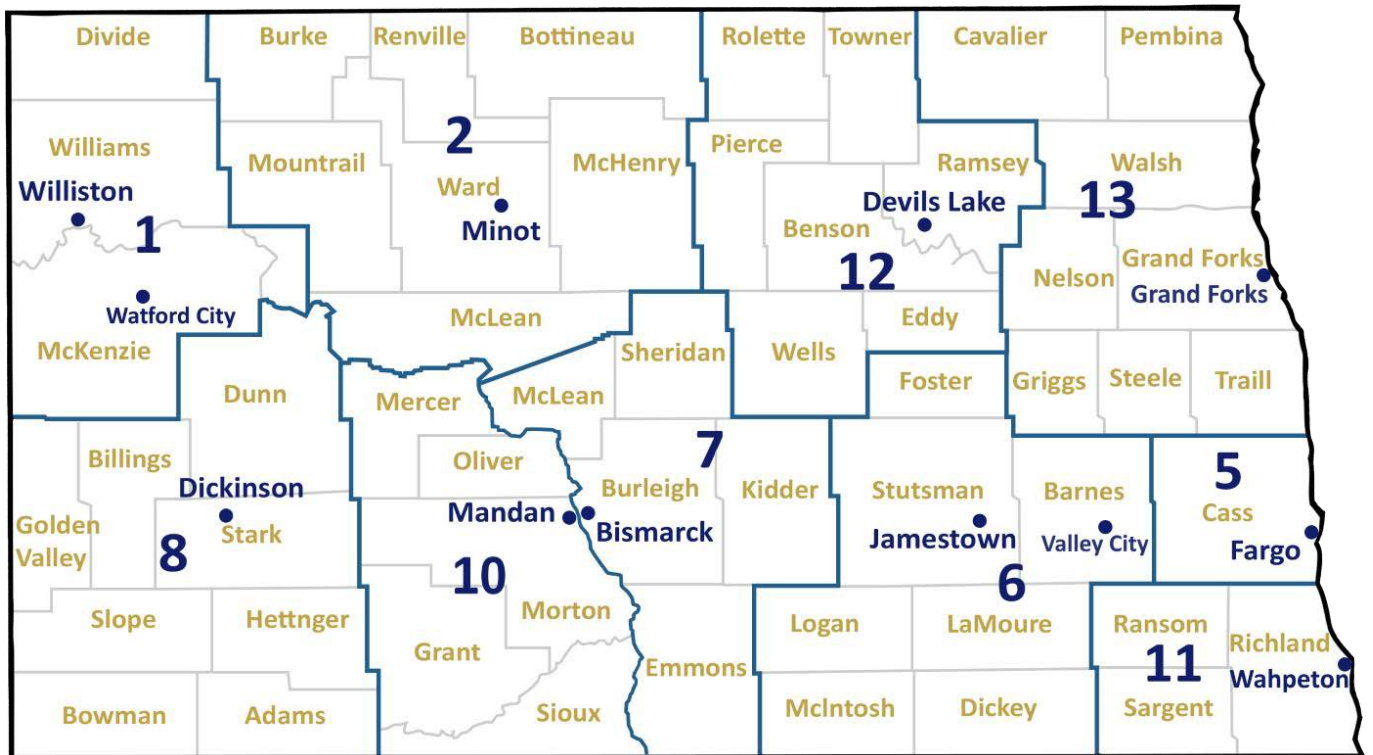 Divide
Burke
Renville
Bottineau
Rolette
Towner
Cavalier
Pembina
Williams
Williston
1
Mountrail
2
Ward
Minot
McHenry
Pierce
Ramsey
Devils Lake
Benson
12
Walsh
13
Nelson
Grand Forks
Grand Forks
Watford City
McKenzie
McLean
Sheridan
Wells
Eddy
Foster
Griggs
Steele
Traill
Dunn
Mercer
McLean
Billings
Dickinson
Stark
Golden
Valley
8
Oliver
Mandan
Bismarck
7
Burleigh
Kidder
Stutsman
Jamestown
Barnes
Valley City
6
5
Cass
Fargo
10
Slope
Hettnger
Morton
Grant
Emmons
Logan
LaMoure
Ransom
11
Richland
Wahpeton
Bowman
Adams
Sioux
McIntosh
Dickey
Sargent